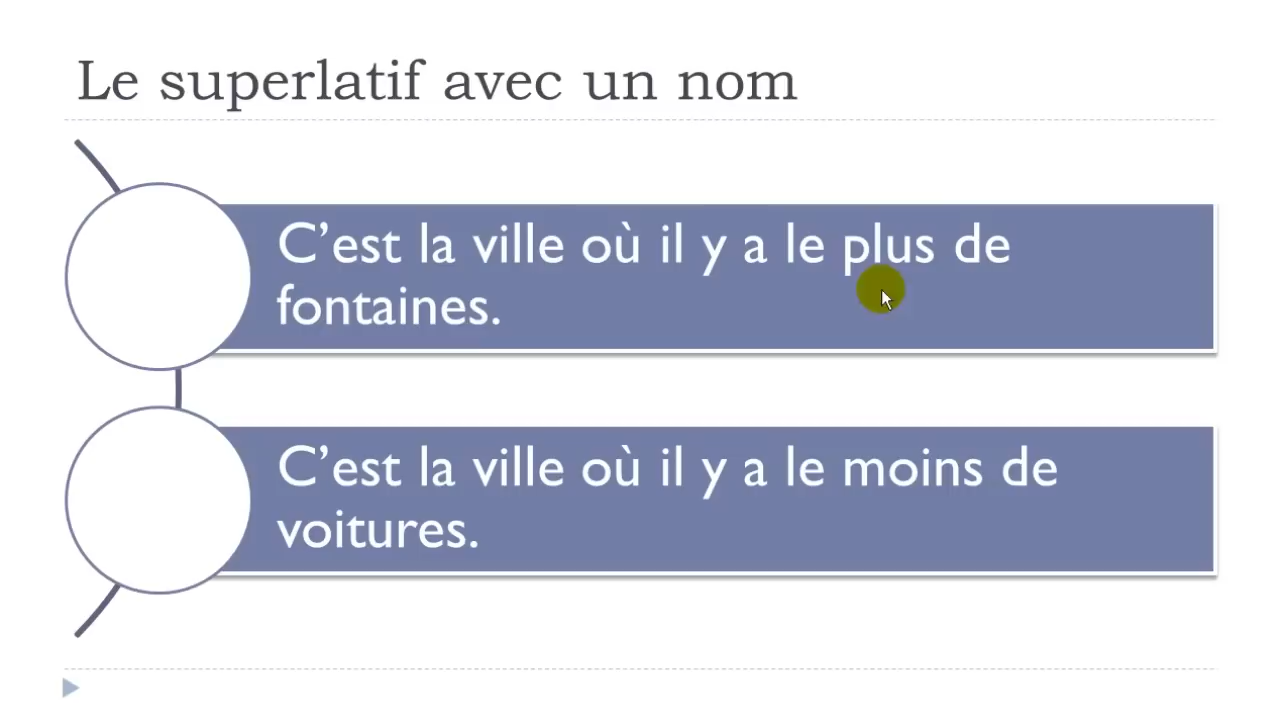 Le superlatif avec un nom
C’est la ville où il y a le plus de
fontaines.
C’est la ville où il y a le moins de
voitures.